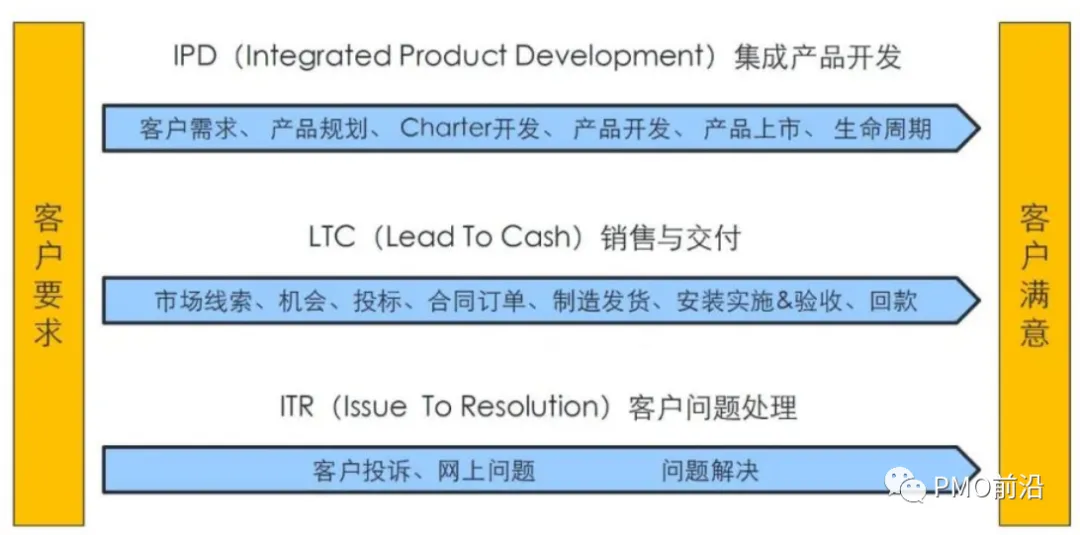 IPD（Integrated Product Development）集成产品开发
客户需求、 产品规划、 Charter开发、 产品开发、 产品上市、 生命周期
客户要求
LTC（Lead To Cash）销售与交付
市场线索、机会、投标、合同订单、制造发货、安装实施&验收、回款
客户满意
ITR（Issue To Resolution）客户问题处理
客户投诉、网上问题 问题解决
PMO前沿